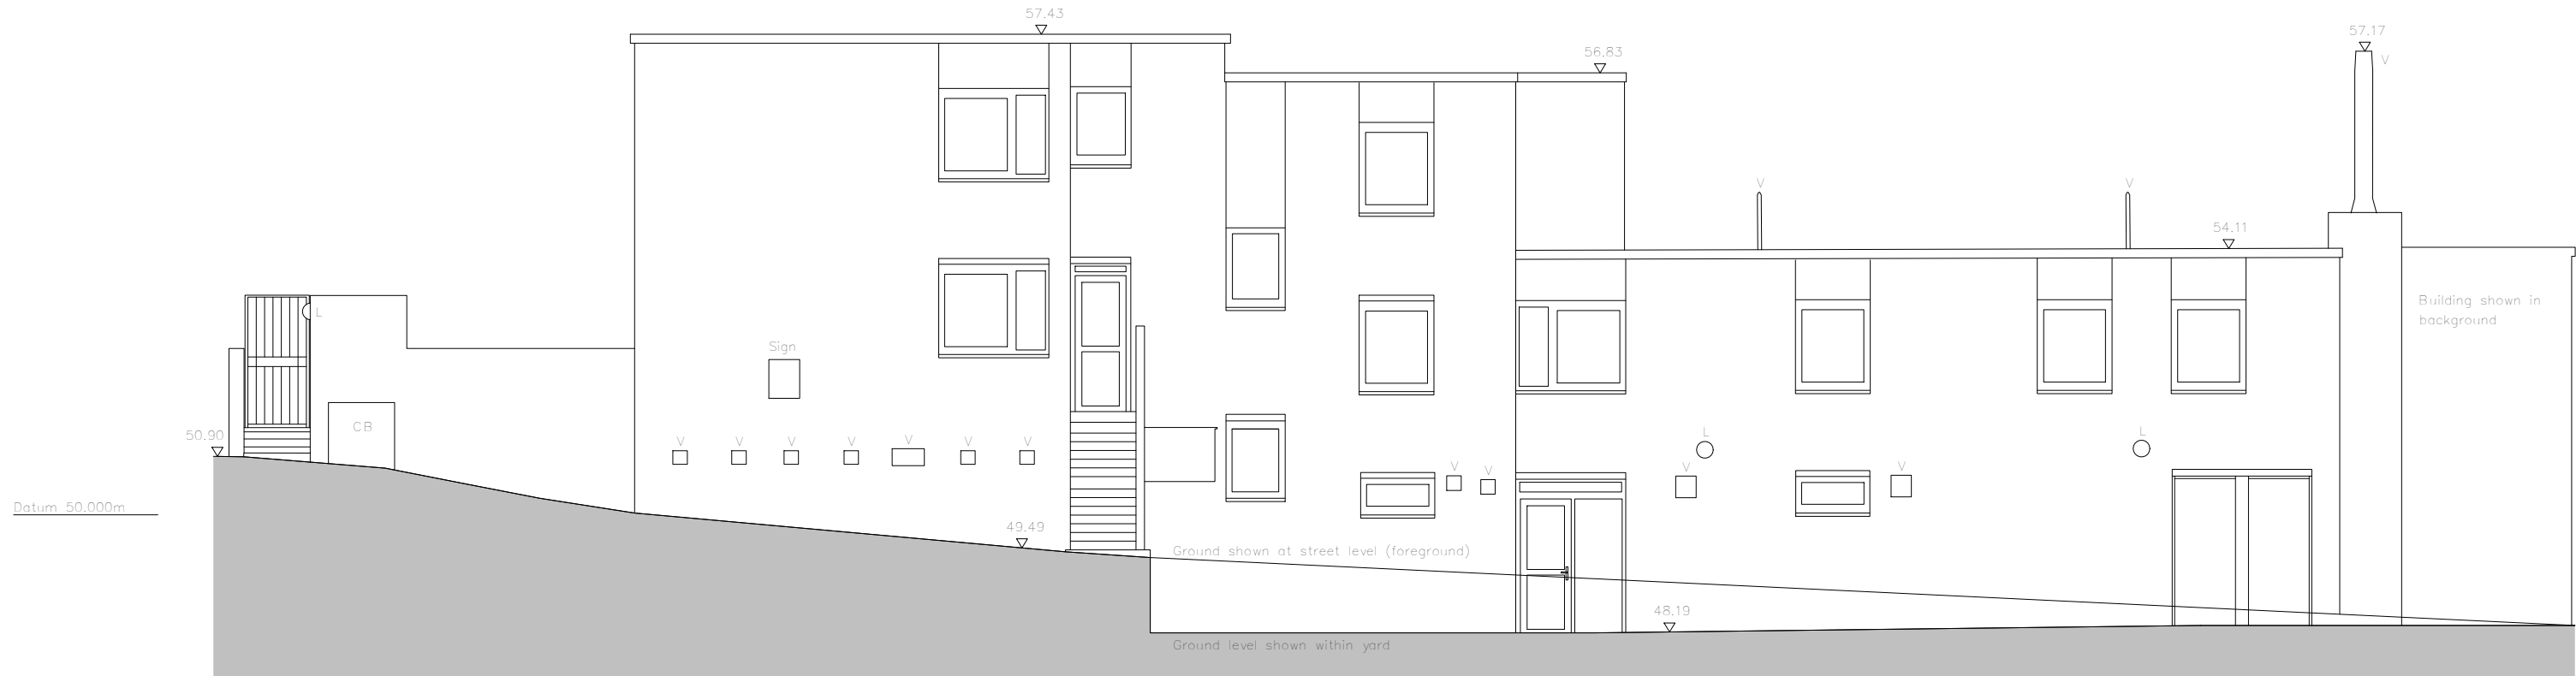 57.43
57.17
V
56.83
V
V
54.11
L
Building shown in
background
Sign
CB
50.90
V
V
V
V
V
V
V
V
V
L
V
V
L
Datum 50.000m
49.49
Ground shown at street level (foreground)
48.19
Ground level shown within yard